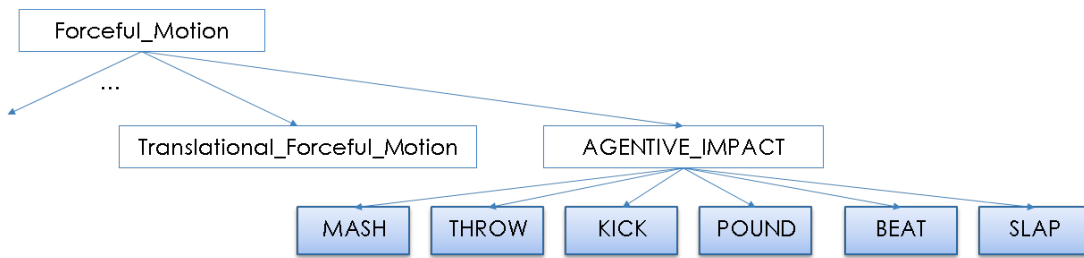 Forceful_Motion
...
Translational_Forceful_Motion
AGENTIVE_IMPACT
MASH
THROW
KICK
POUND
BEAT
SLAP